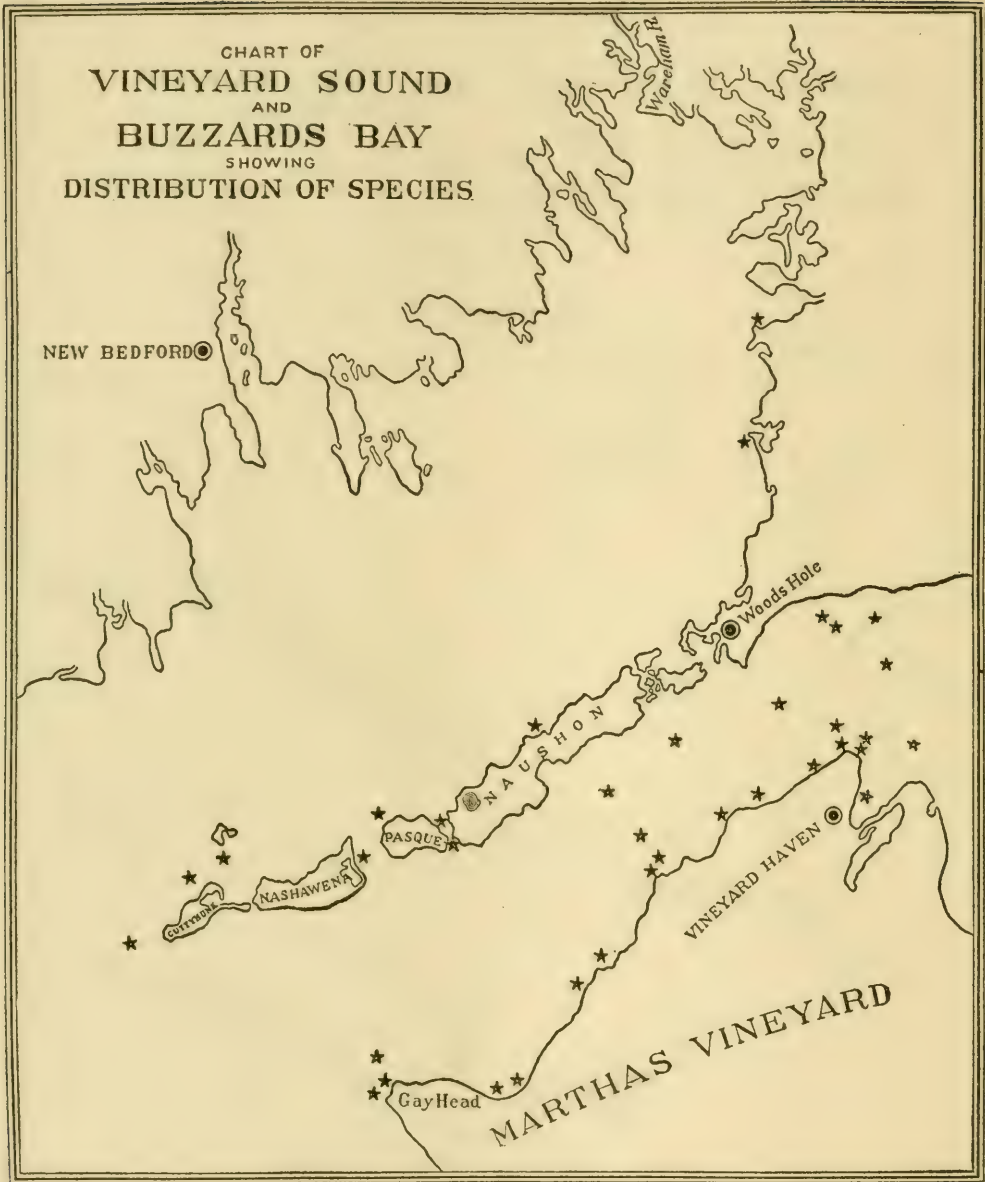 CHART OF
VINEYARD SOUND
AND
BUZZARDS BAY
SHOWING
DISTRIBUTION OF SPECIES
Wareham R.
NEW BEDFORD
Woods Hole
NAUSHON
PASQUE
NASHAWENA
CUTTYHUNK
VINEYARD HAVEN
MARTHAS VINEYARD
Gay Head